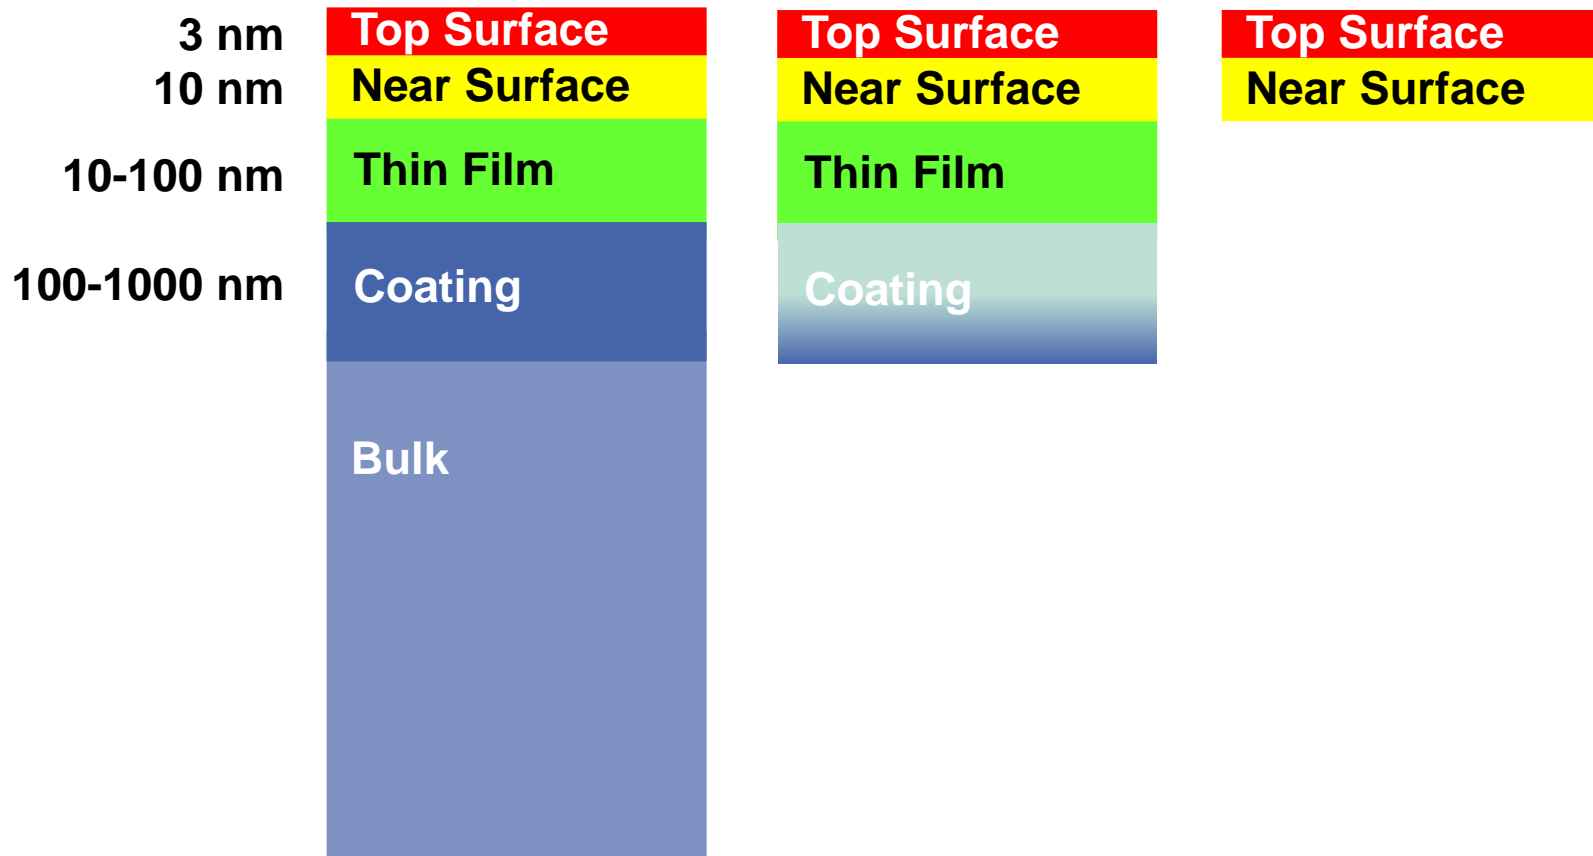 3 nm
Top Surface
Top Surface
Top Surface
10 nm
Near Surface
Near Surface
Near Surface
10-100 nm
Thin Film
Thin Film
100-1000 nm
Coating
Coating
Bulk